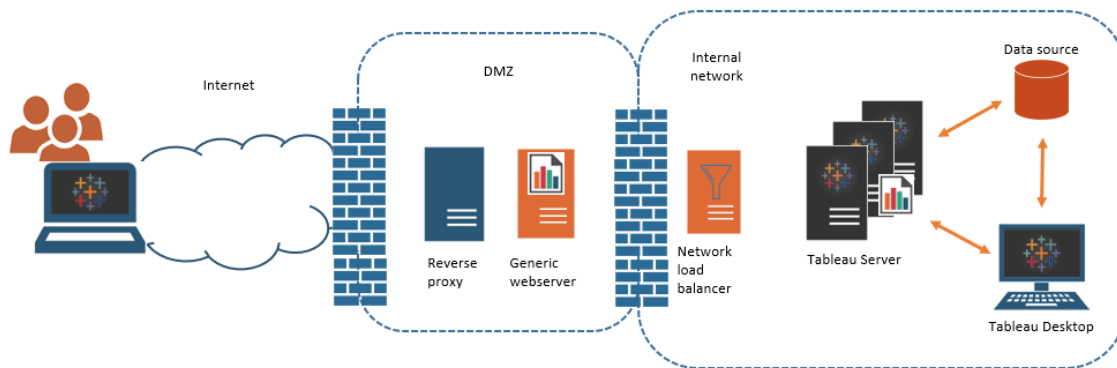 Internet
DMZ
Internal
network
Data source
Reverse
proxy
Generic
webserver
Network
load
balancer
Tableau Server
Tableau Desktop